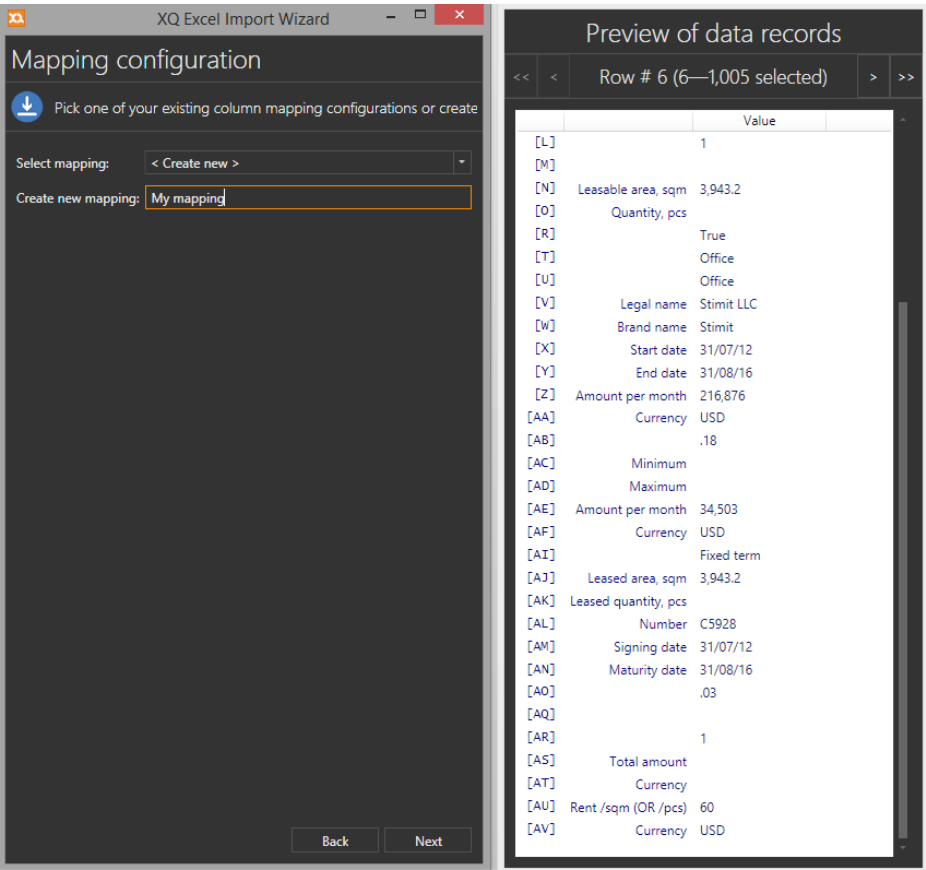 XQ Excel Import Wizard
Mapping configuration
Pick one of your existing column mapping configurations or create
Select mapping: < Create new >
Create new mapping: My mapping
Back Next
Preview of data records
<< < Row # 6 (6—1,005 selected) > >>
Value
[L] 1
[M]
[N] Leasable area, sqm 3,943.2
[O] Quantity, pcs
[R] True
[T] Office
[U] Office
[V] Legal name Stimit LLC
[W] Brand name Stimit
[X] Start date 31/07/12
[Y] End date 31/08/16
[Z] Amount per month 216,876
[AA] Currency USD
[AB] .18
[AC] Minimum
[AD] Maximum
[AE] Amount per month 34,503
[AF] Currency USD
[AI] Fixed term
[AJ] Leased area, sqm 3,943.2
[AK] Leased quantity, pcs
[AL] Number C5928
[AM] Signing date 31/07/12
[AN] Maturity date 31/08/16
[AO] .03
[AQ]
[AR] 1
[AS] Total amount
[AT] Currency
[AU] Rent /sqm (OR /pcs) 60
[AV] Currency USD